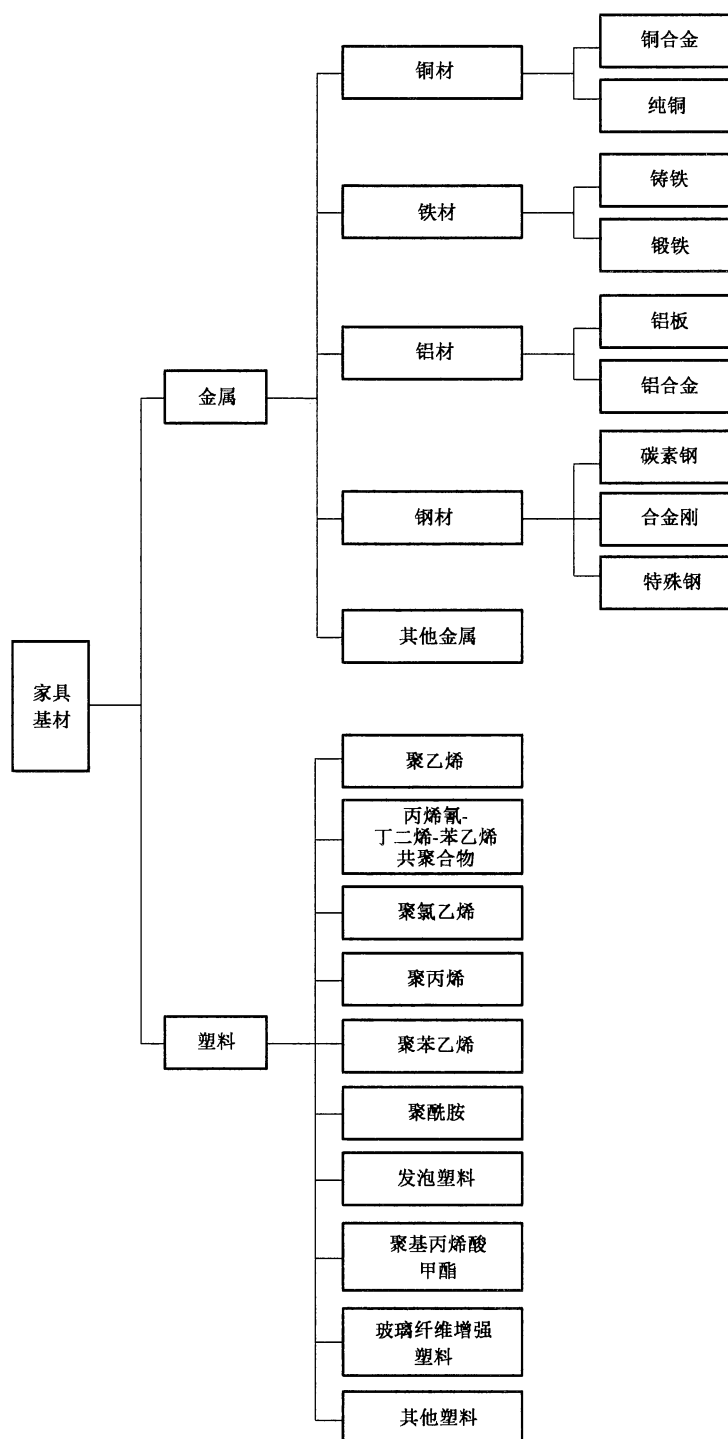 铜合金
铜材
纯铜
铸铁
铁材
锻铁
铝板
铝材
铝合金
金属
碳素钢
钢材
合金刚
特殊钢
其他金属
家具
基材
聚乙烯
丙烯氰-
丁二烯-苯乙烯
共聚合物
聚氯乙烯
聚丙烯
塑料
聚苯乙烯
聚酰胺
发泡塑料
聚基丙烯酸
甲酯
玻璃纤维增强
塑料
其他塑料